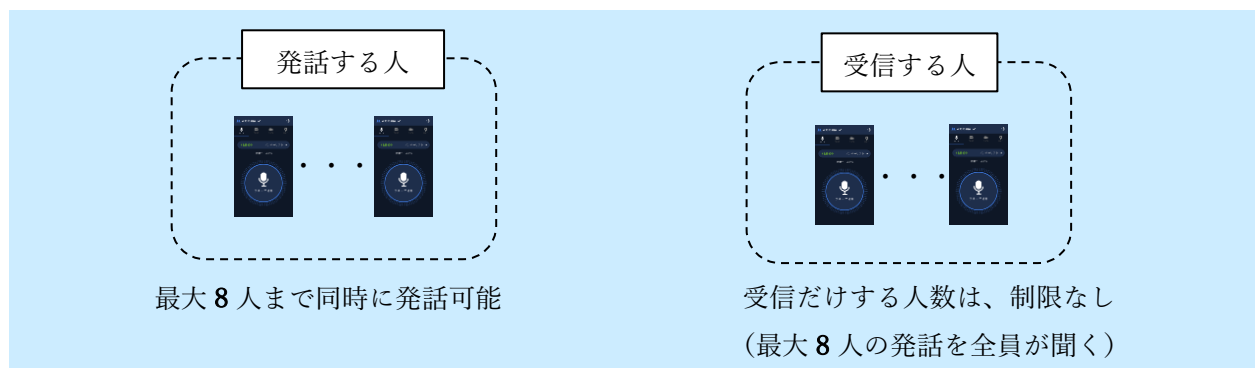 発話する人
受信する人
最大 8 人まで同時に発話可能
受信だけする人数は、制限なし
（最大 8 人の発話を全員が聞く）